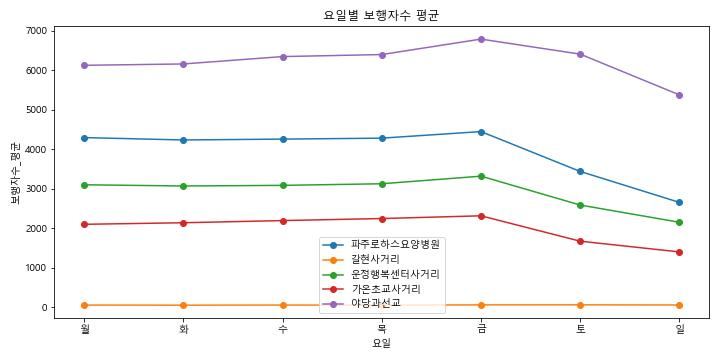 요일별 보행자수 평균
7000
6000
5000
4000
3000
2000
1000
0
보행자수_평균
파주로하스요양병원
갈현사거리
운정행복센터사거리
가온초교사거리
야당과선교
월 화 수 목 금 토 일
요일